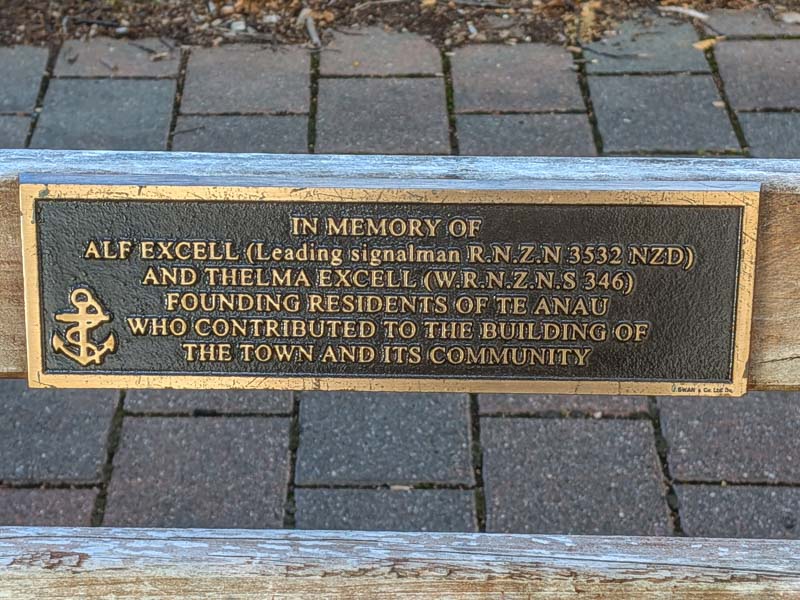 IN MEMORY OF
ALF EXCELL (Leading signalman R.N.Z.N 3532 NZD)
AND THELMA EXCELL (W.R.N.Z.N.S 346)
FOUNDING RESIDENTS OF TE ANAU
WHO CONTRIBUTED TO THE BUILDING OF
THE TOWN AND ITS COMMUNITY